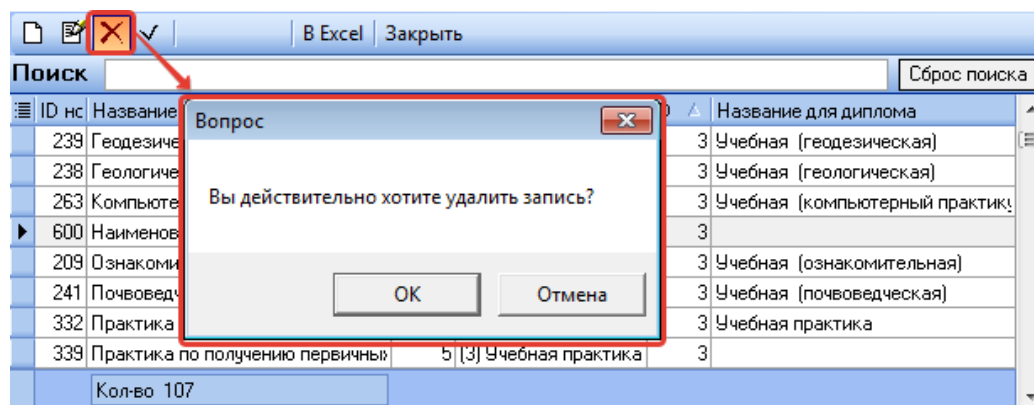 В Excel Закрыть
Поиск Сброс поиска
ID нс Название Название для диплома
239 Геодезиче 3 Учебная (геодезическая)
238 Геологиче 3 Учебная (геологическая)
263 Компьюте 3 Учебная (компьютерный практик
600 Наименов 3
209 Ознакоми 3 Учебная (ознакомительная)
241 Почвовед 3 Учебная (почвоведческая)
332 Практика 3 Учебная практика
339 Практика по получению первичны 5 (3) Учебная практика 3
Кол-во 107
Вопрос
Вы действительно хотите удалить запись?
OK Отмена